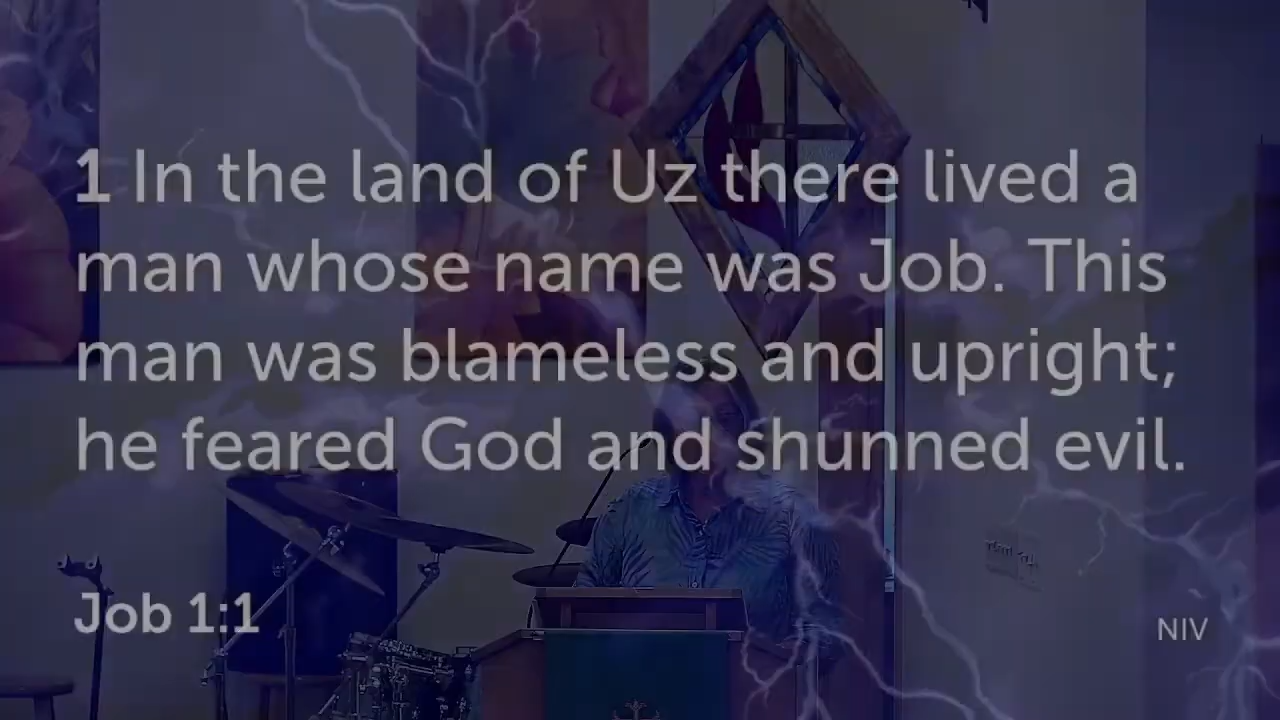 1 In the land of Uz there lived a
man whose name was Job. This
man was blameless and upright;
he feared God and shunned evil.
Job 1:1
NIV